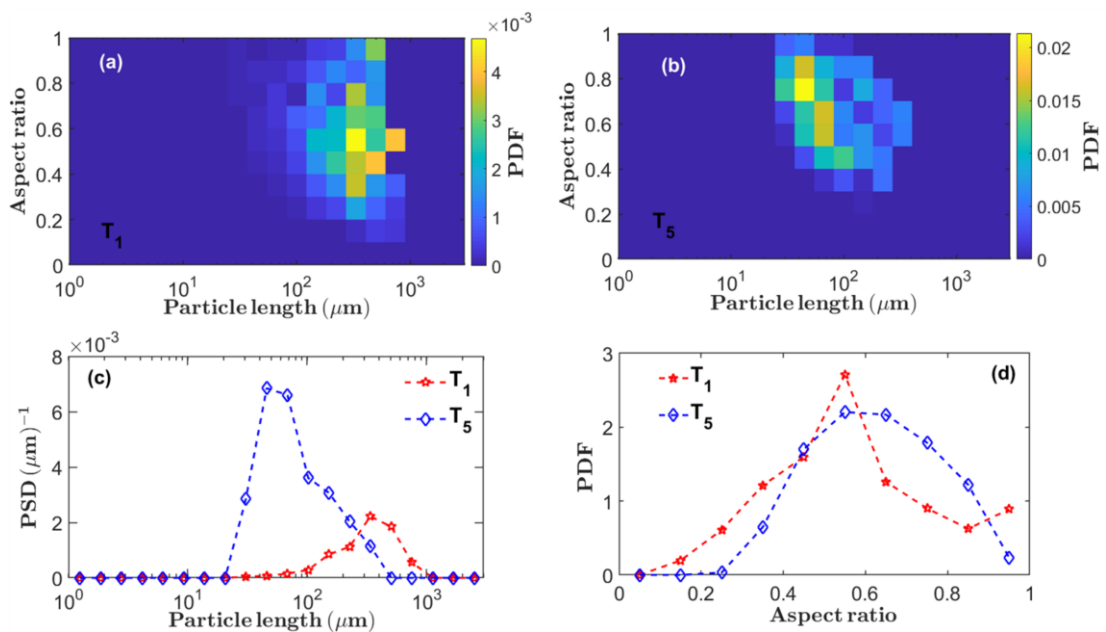 ×10⁻³
1
0.8
0.6
0.4
0.2
0
Aspect ratio
(a)
T₁
10⁰ 10¹ 10² 10³
Particle length (μm)
4
3
2
1
0
PDF
1
0.8
0.6
0.4
0.2
0
Aspect ratio
(b)
T₅
10⁰ 10¹ 10² 10³
Particle length (μm)
0.02
0.015
0.01
0.005
0
PDF
×10⁻³
8
6
4
2
0
PSD (μm)⁻¹
(c)
T₁
T₅
10⁰ 10¹ 10² 10³
Particle length (μm)
3
2
1
0
PDF
T₁
T₅
(d)
0 0.2 0.4 0.6 0.8 1
Aspect ratio